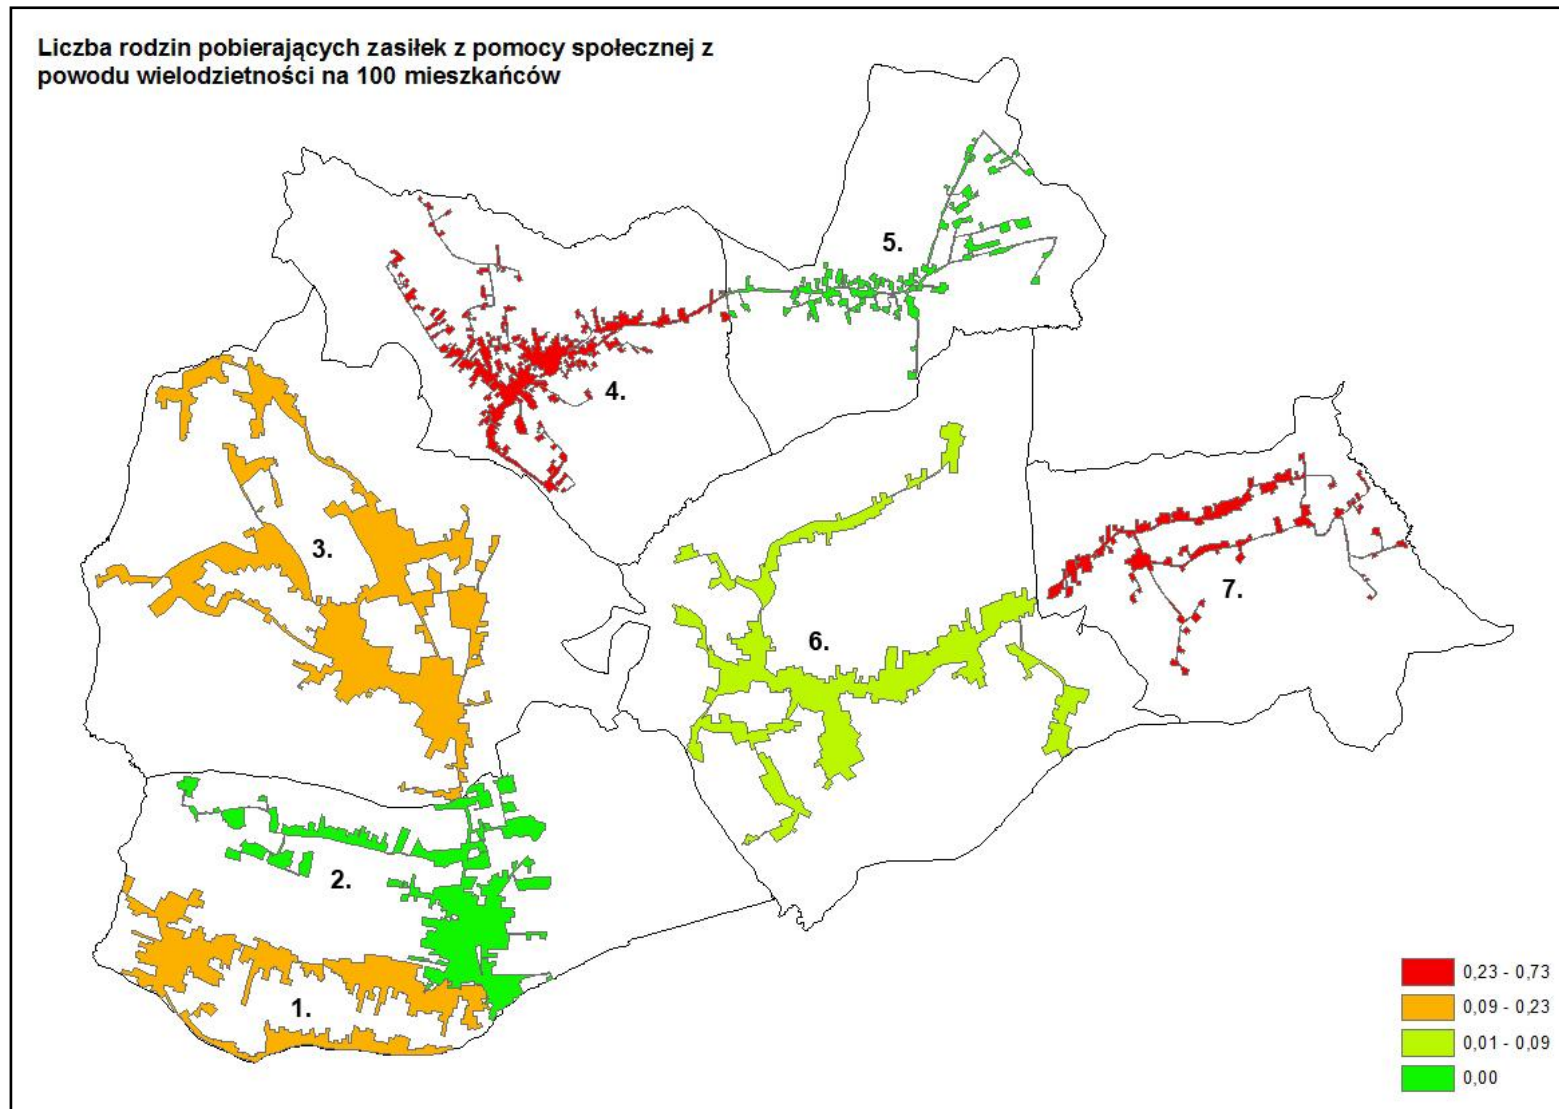 Liczba rodzin pobierających zasiłek z pomocy społecznej z
powodu wielodzietności na 100 mieszkańców
5.
4.
3.
7.
6.
2.
1.
0,23 - 0,73
0,09 - 0,23
0,01 - 0,09
0,00